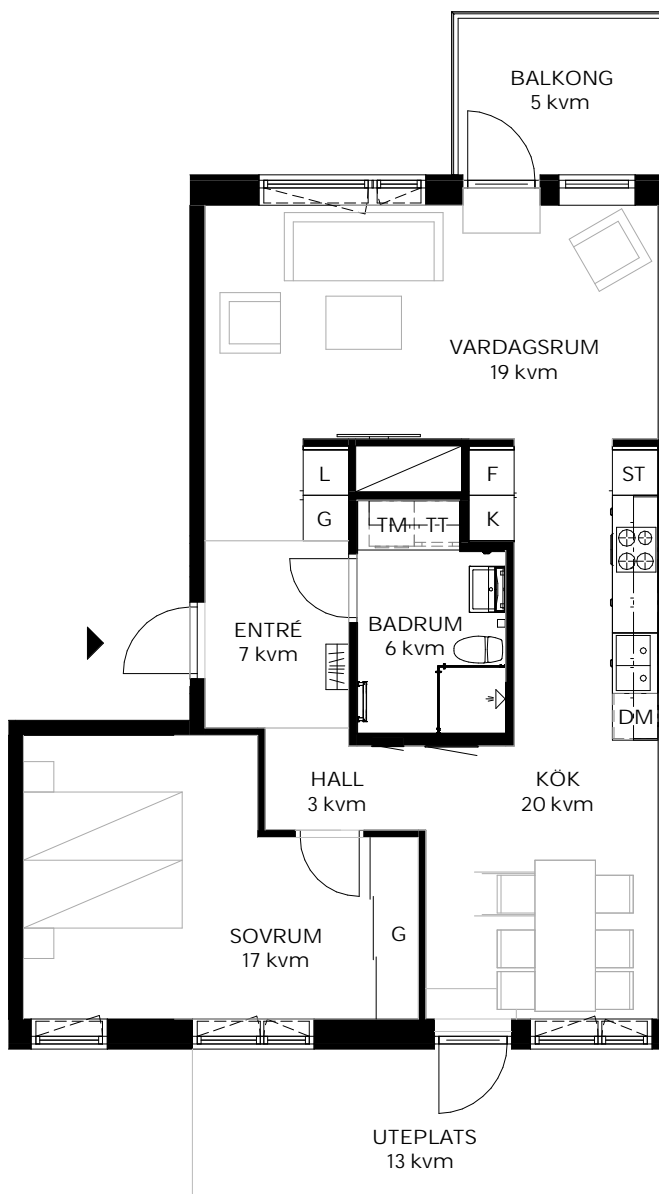 BALKONG
5 kvm
VARDAGSRUM
19 kvm
L
F
ST
G
K
TM
TT
ENTRÉ
7 kvm
BADRUM
6 kvm
DM
HALL
3 kvm
KÖK
20 kvm
SOVRUM
17 kvm
G
UTEPLATS
13 kvm